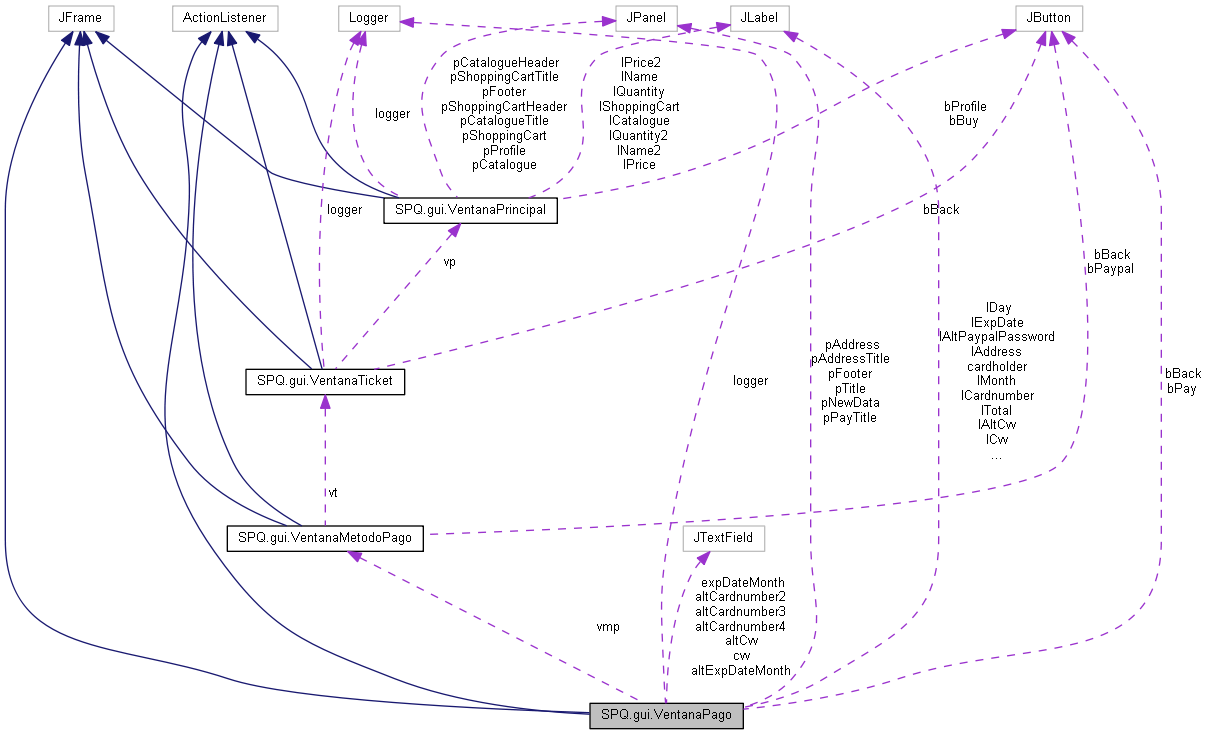 JFrame
ActionListener
Logger
JPanel
JLabel
JButton
pCatalogueHeader
pShoppingCartTitle
pFooter
pShoppingCartHeader
pCatalogueTitle
pShoppingCart
pProfile
pCatalogue
lPrice2
lName
lQuantity
lShoppingCart
lCatalogue
lQuantity2
lName2
lPrice
logger
bProfile
bBuy
SPQ.gui.VentanaPrincipal
logger
bBack
vp
bBack
bPaypal
lDay
lExpDate
lAltPaypalPassword
lAddress
cardholder
lMonth
lCardnumber
lTotal
lAltCvv
lCvv
...
pAddress
pAddressTitle
pFooter
pTitle
pNewData
pPayTitle
logger
bBack
bPay
SPQ.gui.VentanaTicket
vt
SPQ.gui.VentanaMetodoPago
JTextField
expDateMonth
altCardnumber2
altCardnumber3
altCardnumber4
altCvv
cvv
altExpDateMonth
vmp
SPQ.gui.VentanaPago